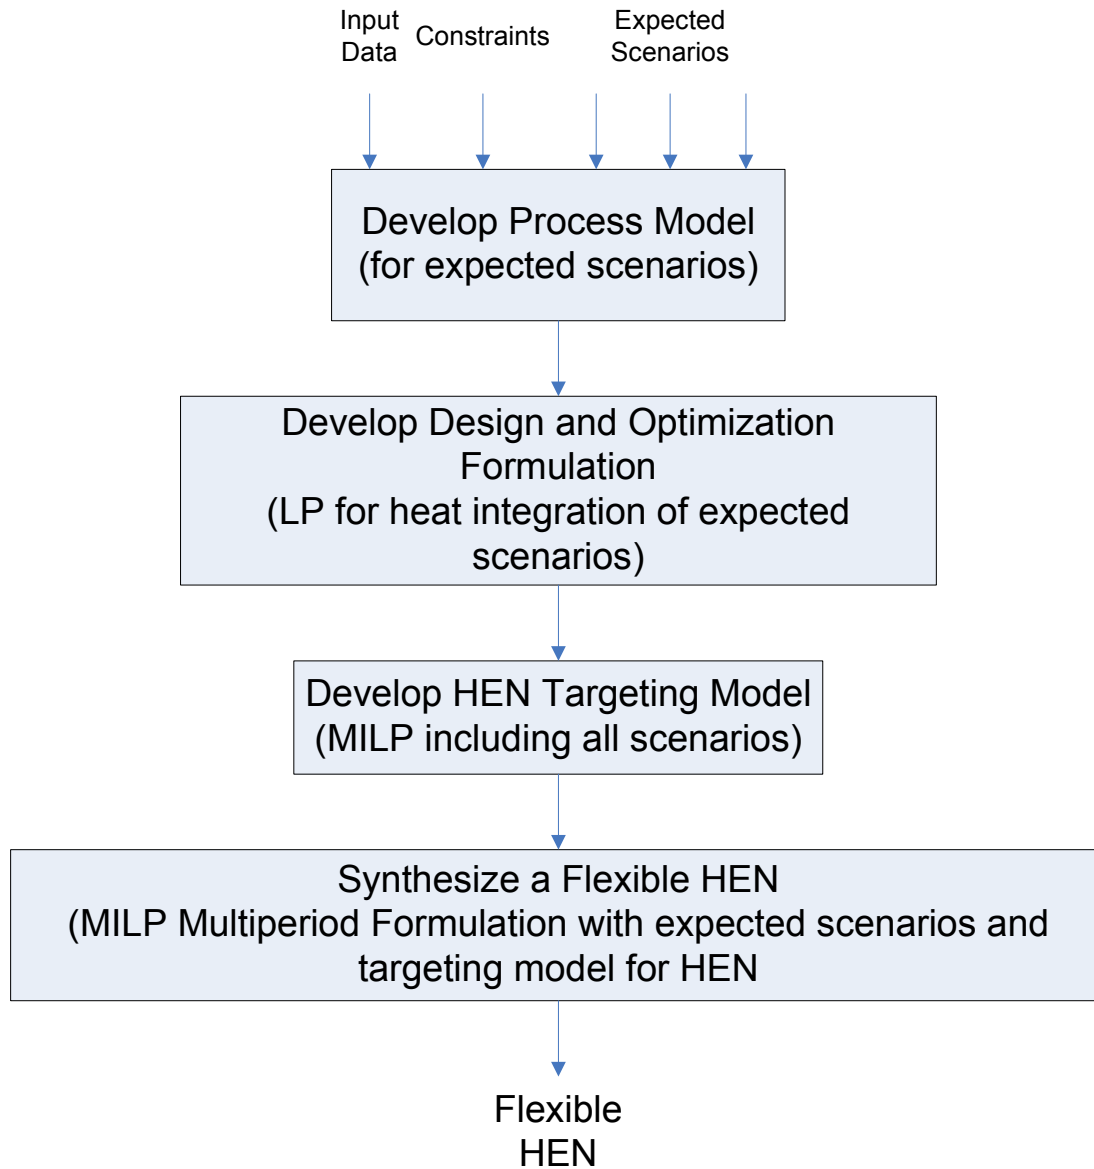 Input
Data
Constraints
Expected
Scenarios
Develop Process Model
(for expected scenarios)
Develop Design and Optimization
Formulation
(LP for heat integration of expected
scenarios)
Develop HEN Targeting Model
(MILP including all scenarios)
Synthesize a Flexible HEN
(MILP Multiperiod Formulation with expected scenarios and
targeting model for HEN
Flexible
HEN